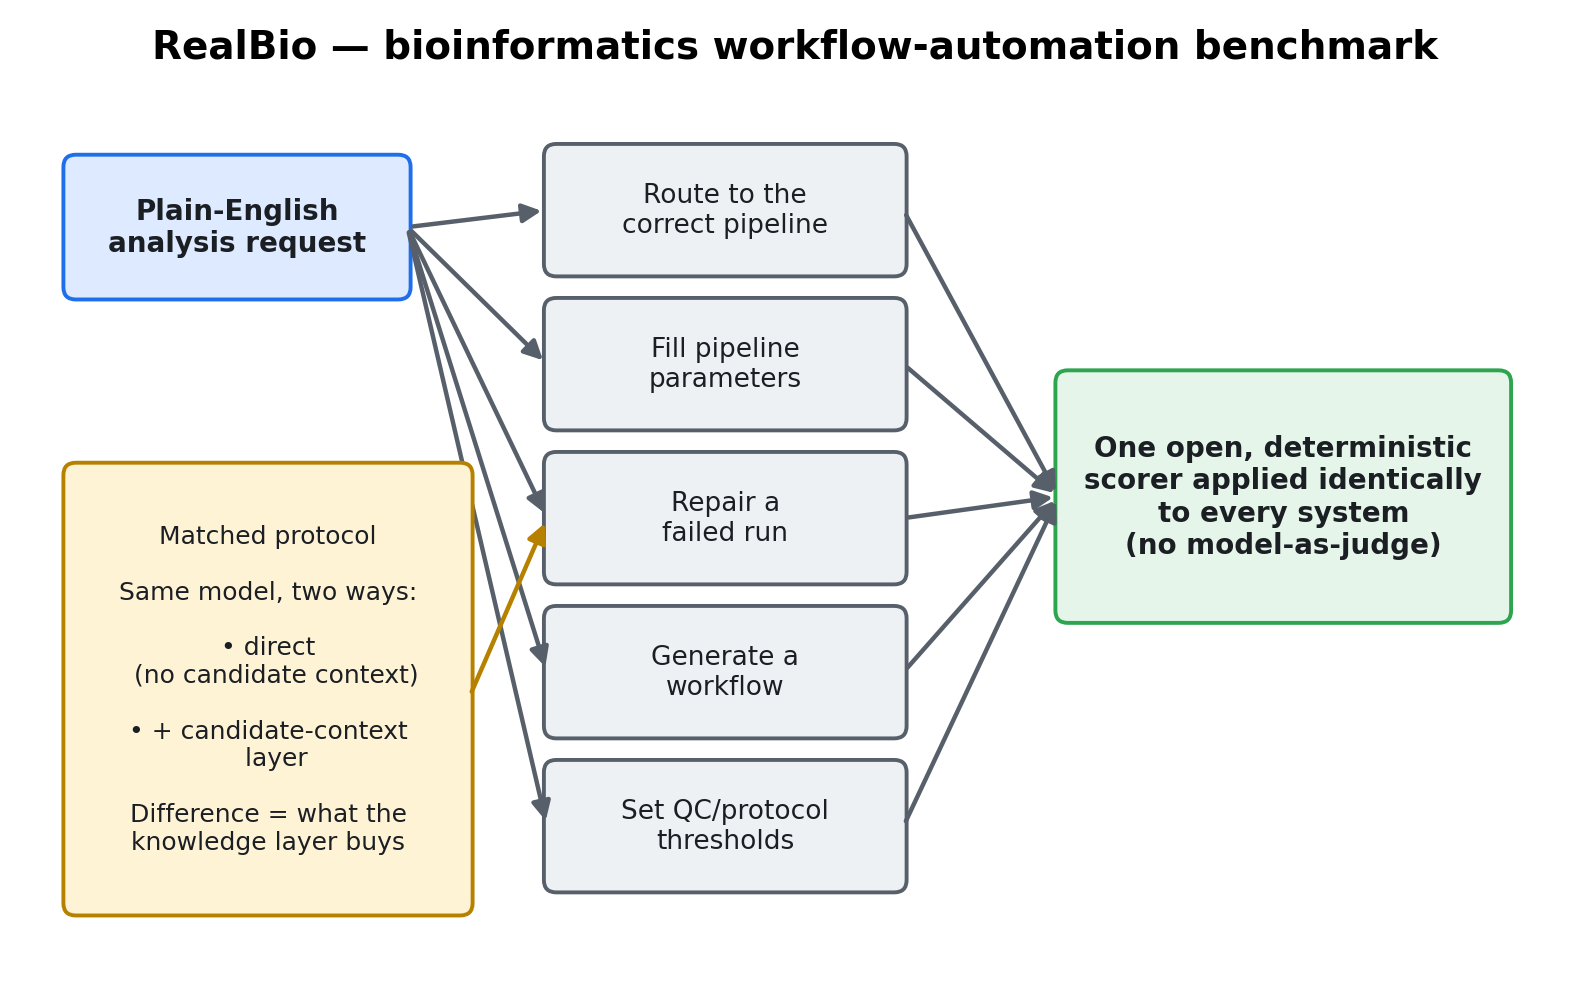 RealBio — bioinformatics workflow-automation benchmark
Plain-English
analysis request
Route to the
correct pipeline
Fill pipeline
parameters
Repair a
failed run
Generate a
workflow
Set QC/protocol
thresholds
Matched protocol
Same model, two ways:
• direct
(no candidate context)
• + candidate-context
layer
Difference = what the
knowledge layer buys
One open, deterministic
scorer applied identically
to every system
(no model-as-judge)